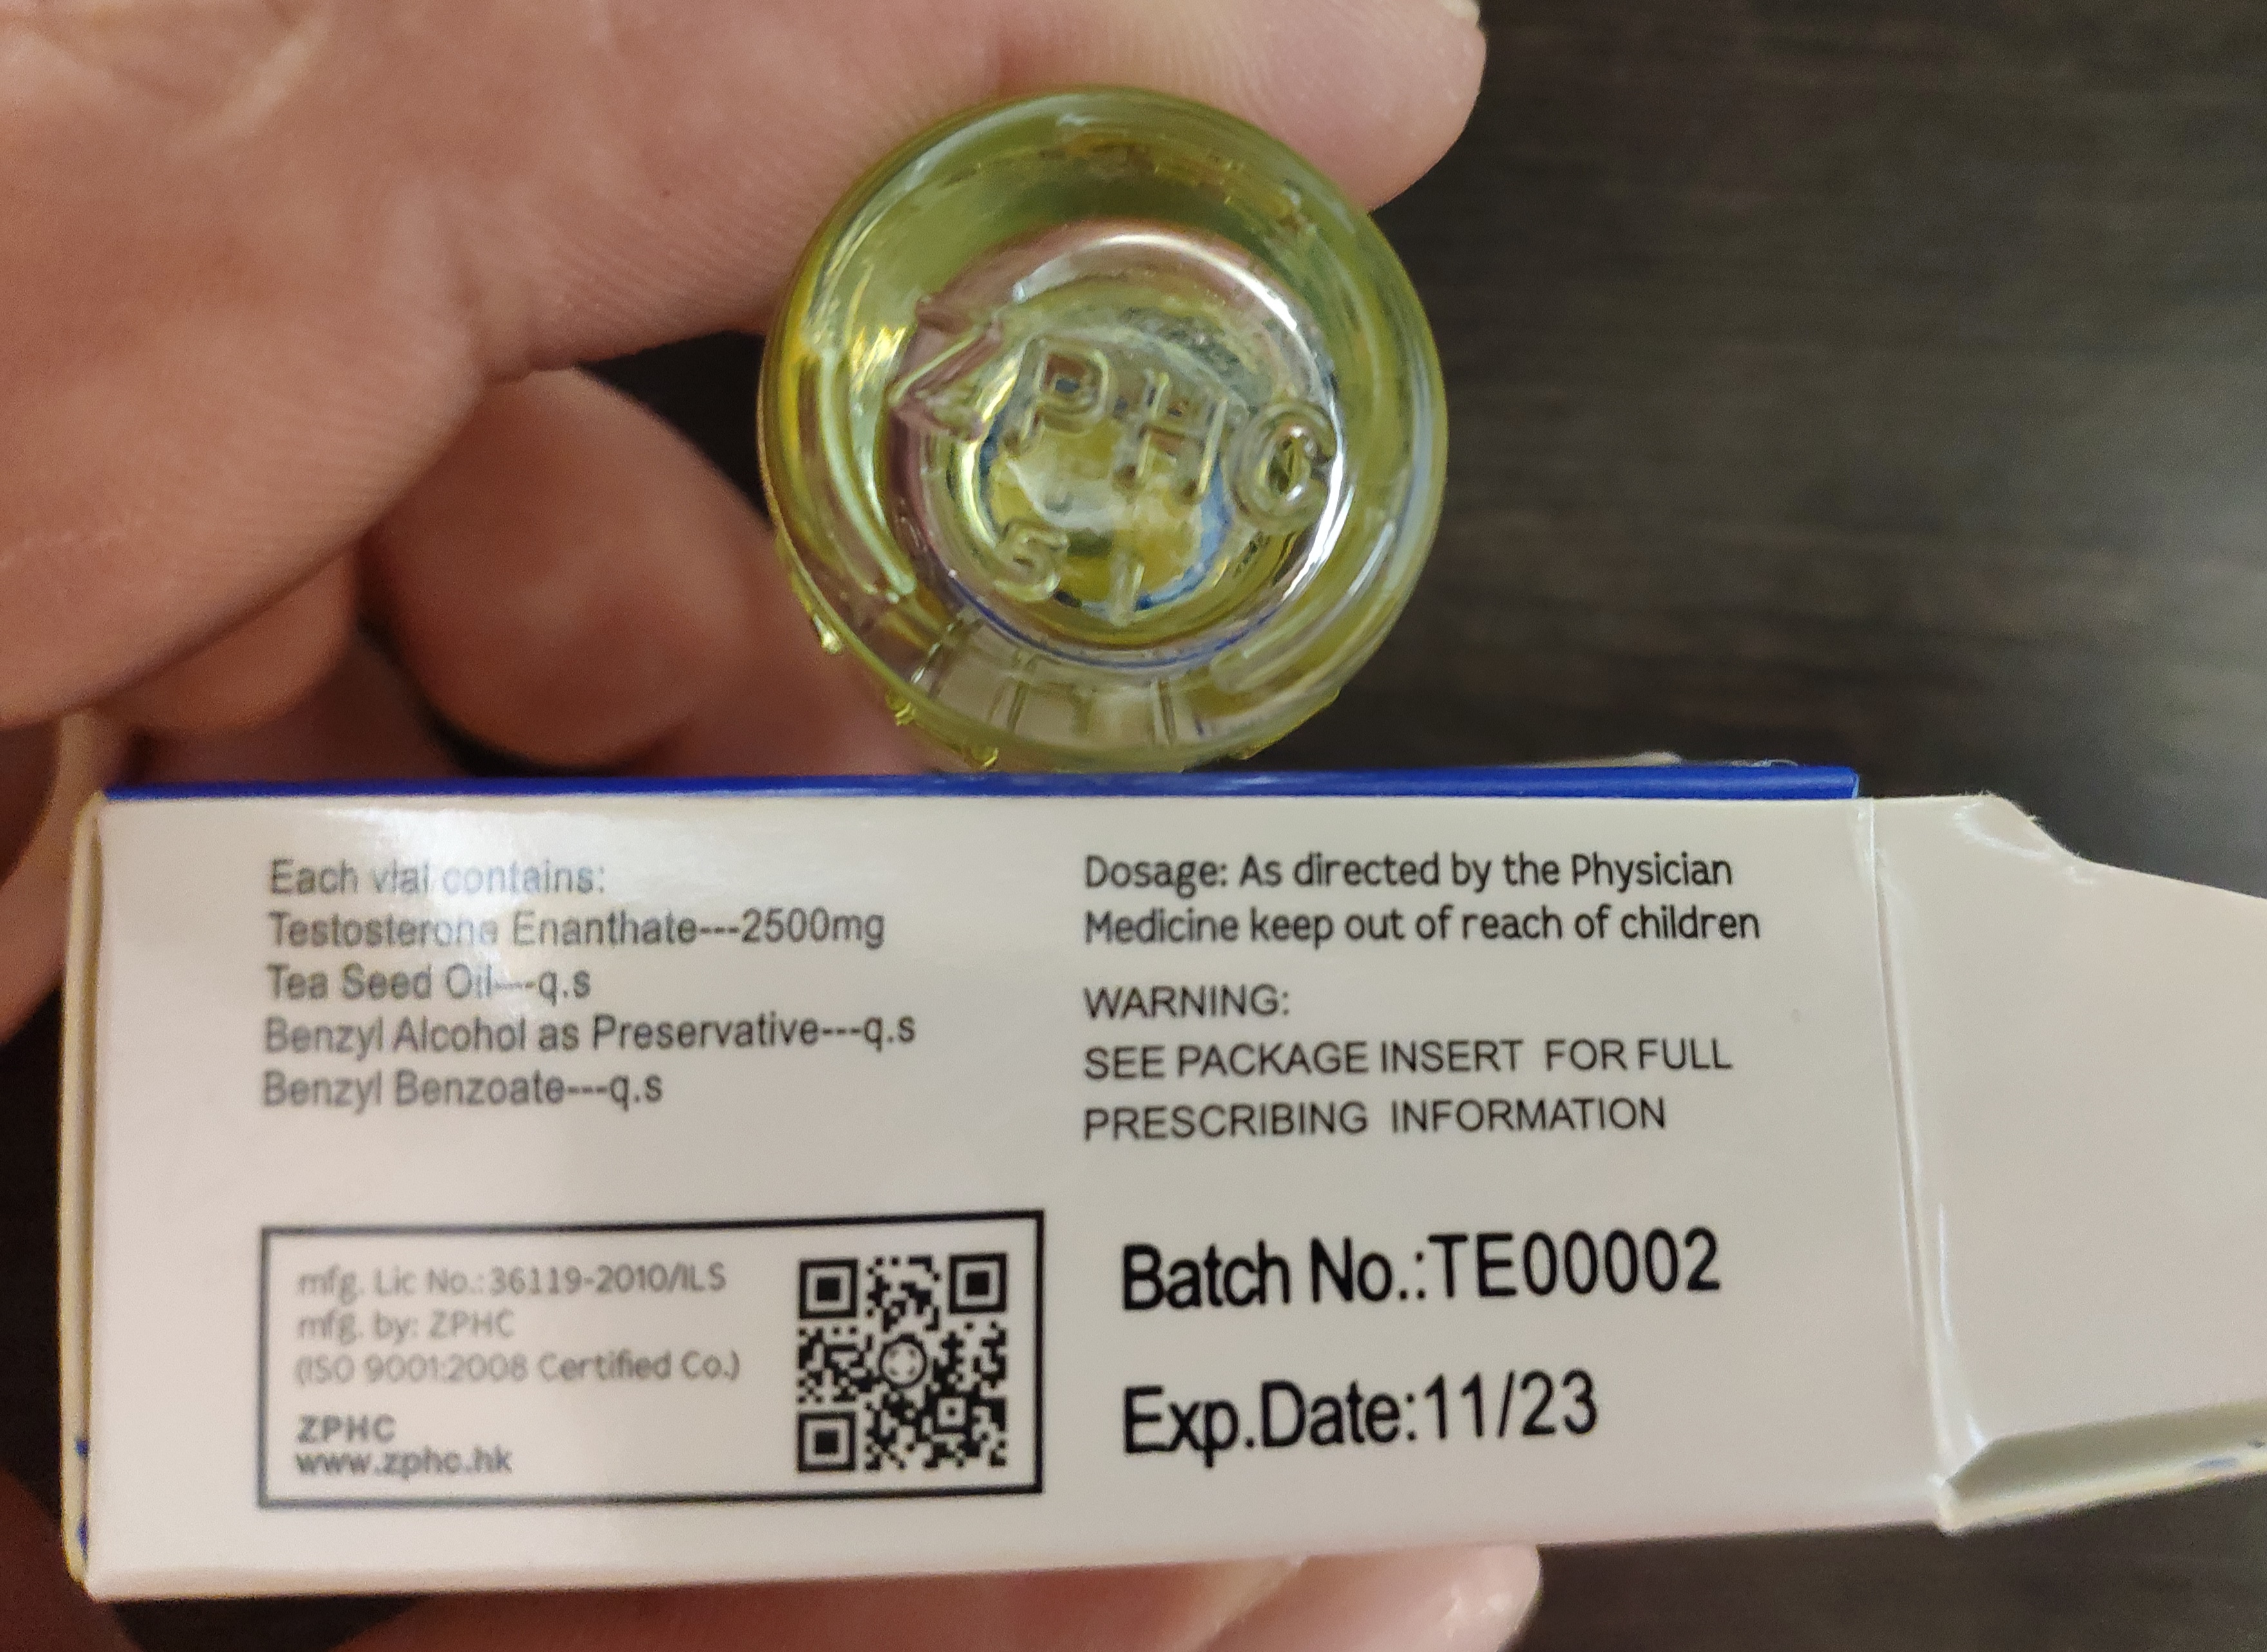 ZPHC
5 1
Each vial contains:
Testosterone Enanthate---2500mg
Tea Seed Oil---q.s
Benzyl Alcohol as Preservative---q.s
Benzyl Benzoate---q.s
mfg. Lic No.:36119-2010/ILS
mfg. by: ZPHC
(ISO 9001:2008 Certified Co.)
ZPHC
www.zphc.hk
Dosage: As directed by the Physician
Medicine keep out of reach of children
WARNING:
SEE PACKAGE INSERT FOR FULL
PRESCRIBING INFORMATION
Batch No.:TE00002
Exp.Date:11/23